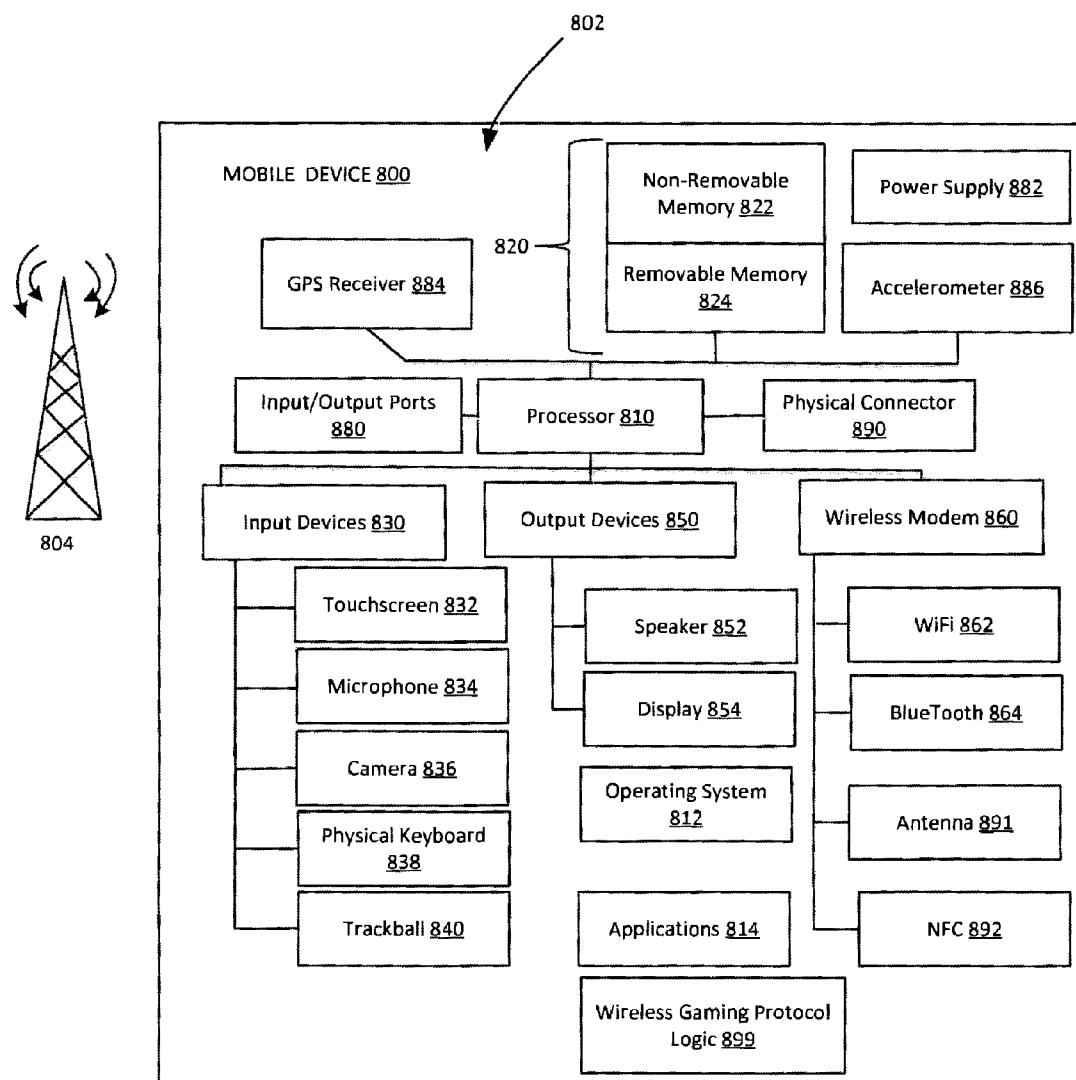 802
MOBILE DEVICE 800
Non-Removable
Memory 822
Power Supply 882
820
GPS Receiver 884
Removable Memory
824
Accelerometer 886
Input/Output Ports
880
Processor 810
Physical Connector
890
804
Input Devices 830
Output Devices 850
Wireless Modem 860
Touchscreen 832
Speaker 852
WiFi 862
Microphone 834
Display 854
BlueTooth 864
Camera 836
Operating System
812
Antenna 891
Physical Keyboard
838
Trackball 840
Applications 814
NFC 892
Wireless Gaming Protocol
Logic 899